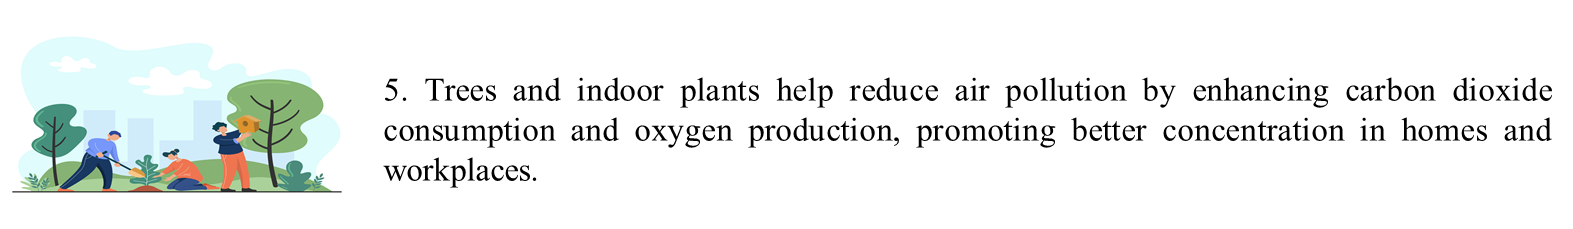 5. Trees and indoor plants help reduce air pollution by enhancing carbon dioxide
consumption and oxygen production, promoting better concentration in homes and
workplaces.